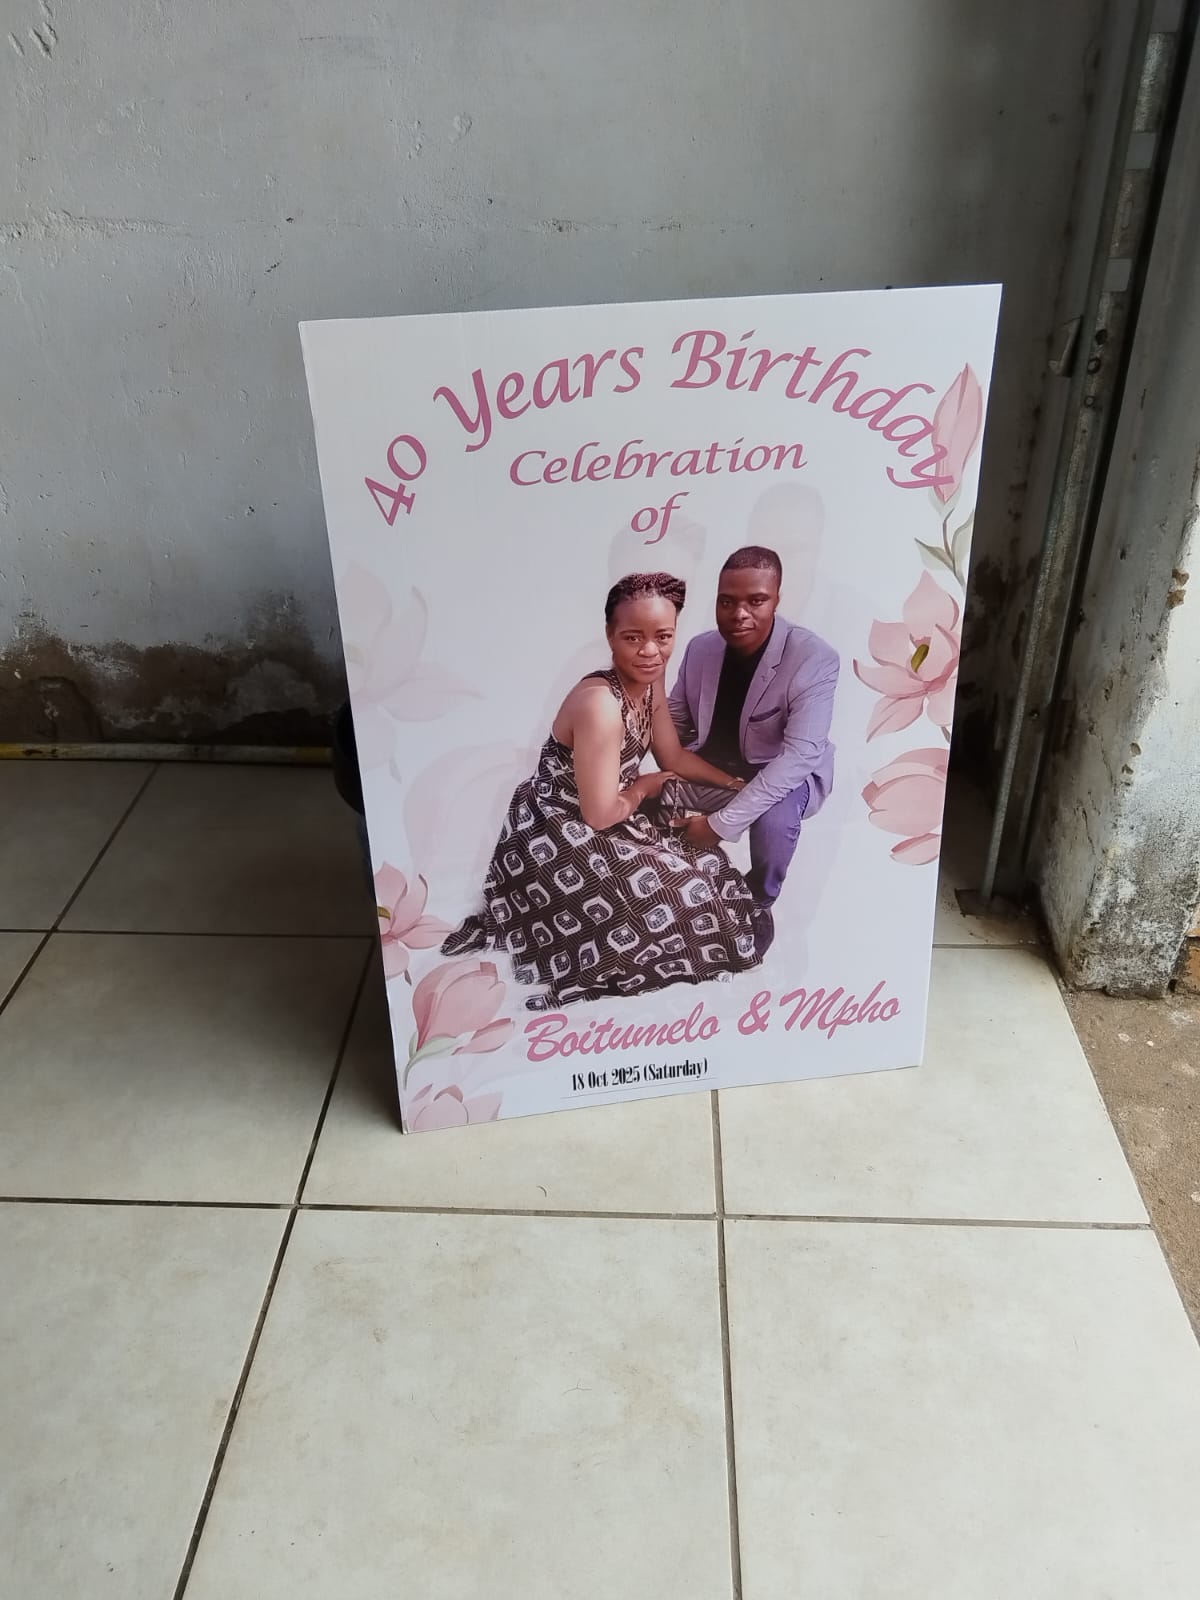 40 Years Birthday
Celebration
of
Boitumelo & Mpho
18 Oct 2025 (Saturday)